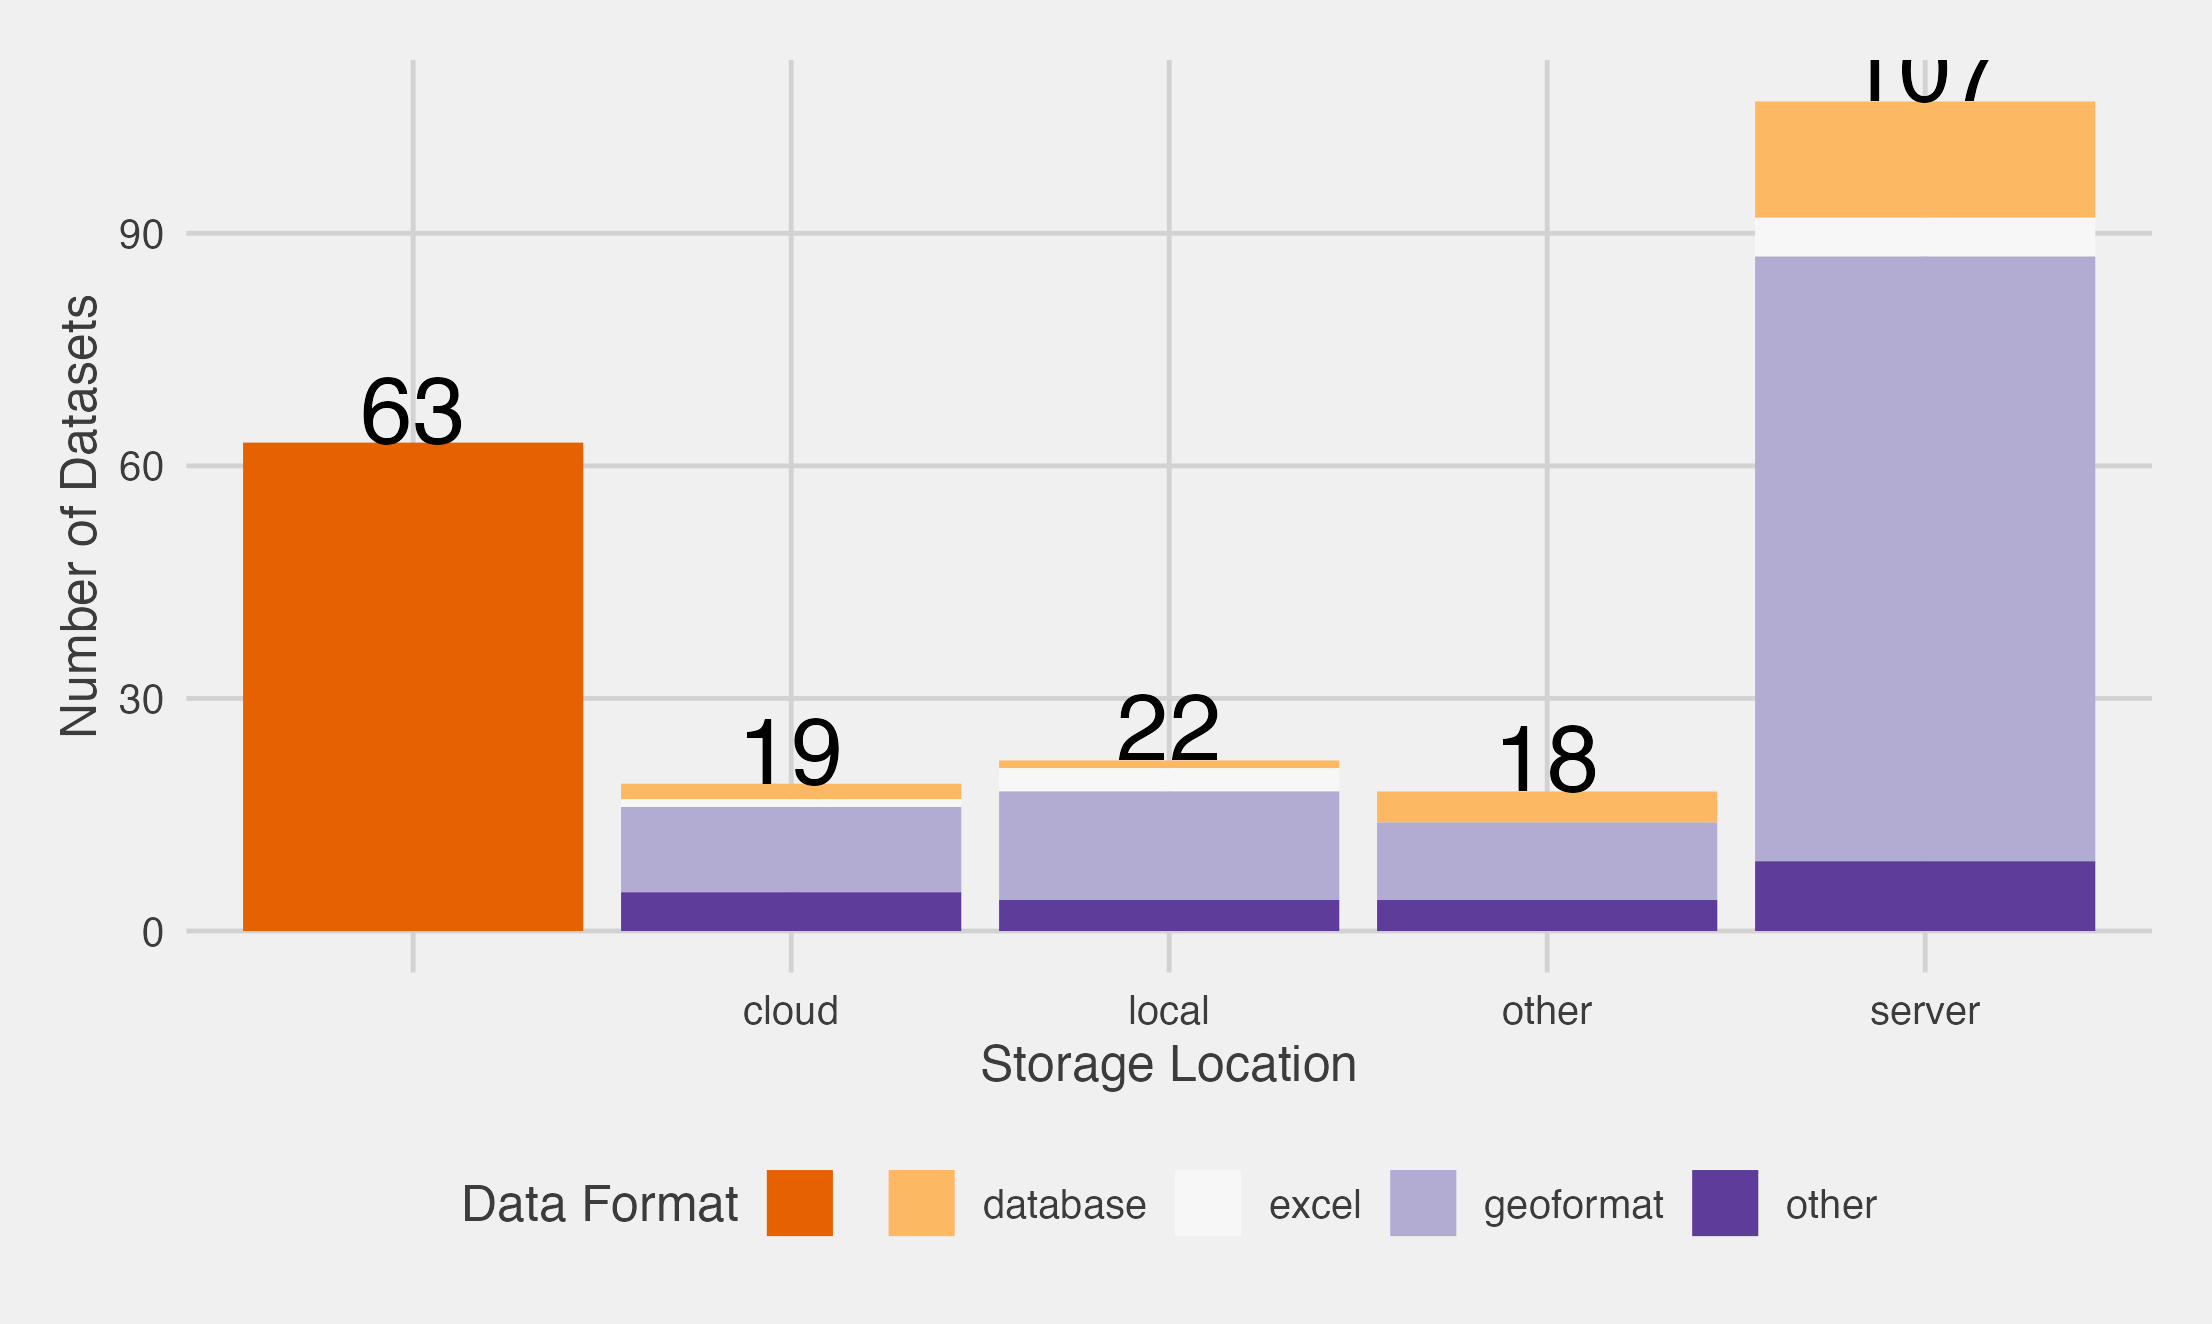 107
90
63
60
30
22
19
18
0
Number of Datasets
cloud local other server
Storage Location
Data Format database excel geoformat other